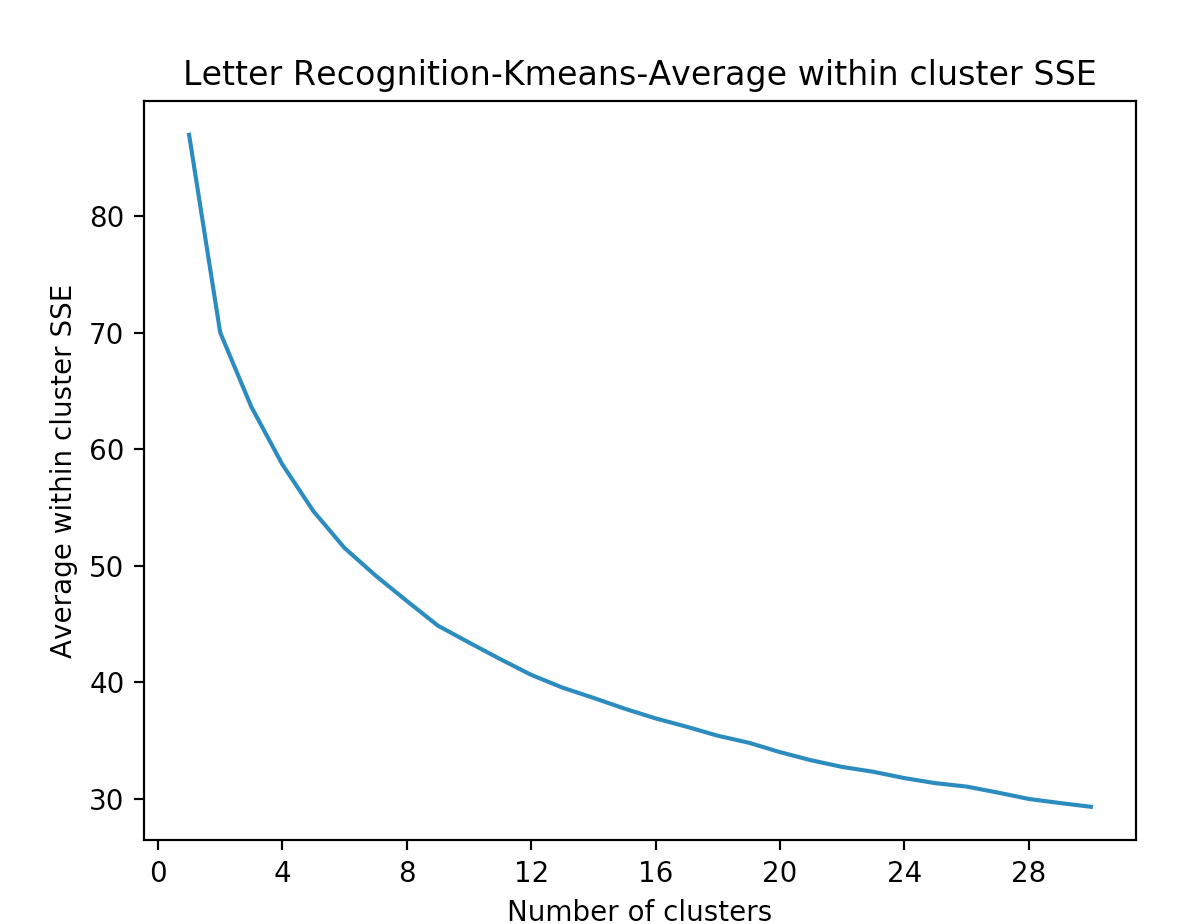 Letter Recognition-Kmeans-Average within cluster SSE
Average within cluster SSE
80
70
60
50
40
30
0 4 8 12 16 20 24 28
Number of clusters